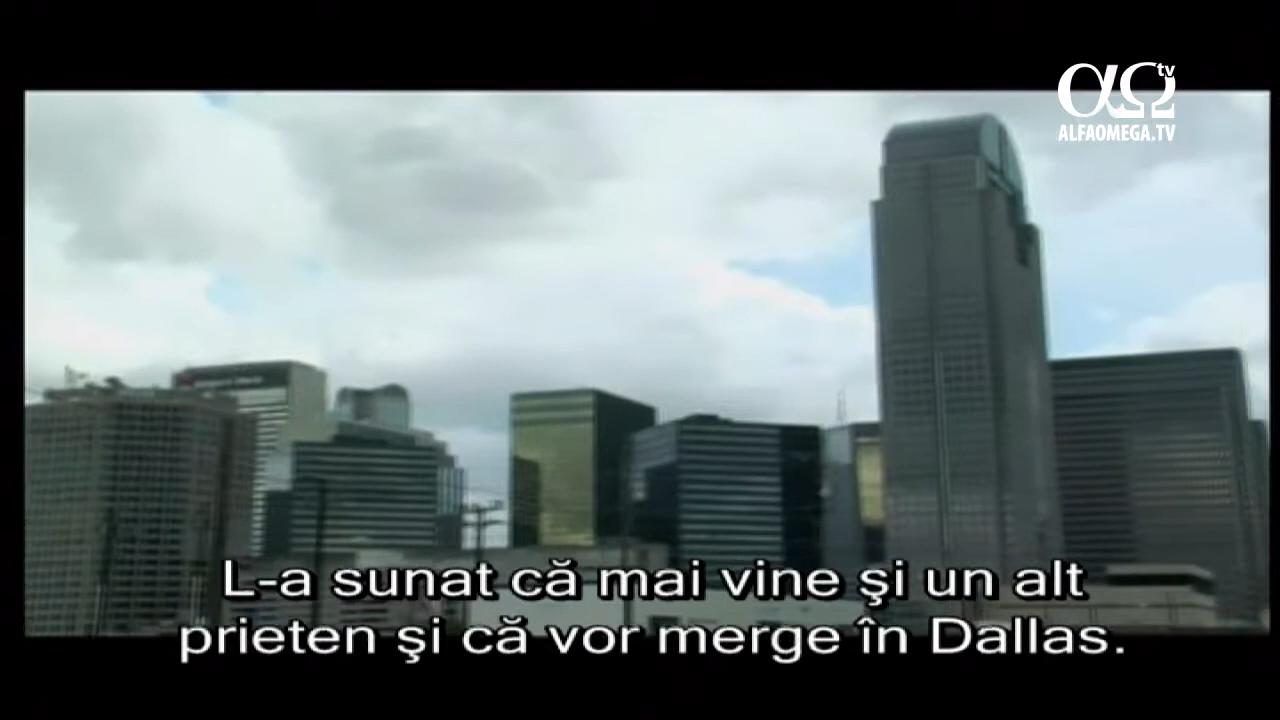 αΩ tv
ALFAOMEGA.TV
L-a sunat că mai vine şi un alt
prieten şi că vor merge în Dallas.